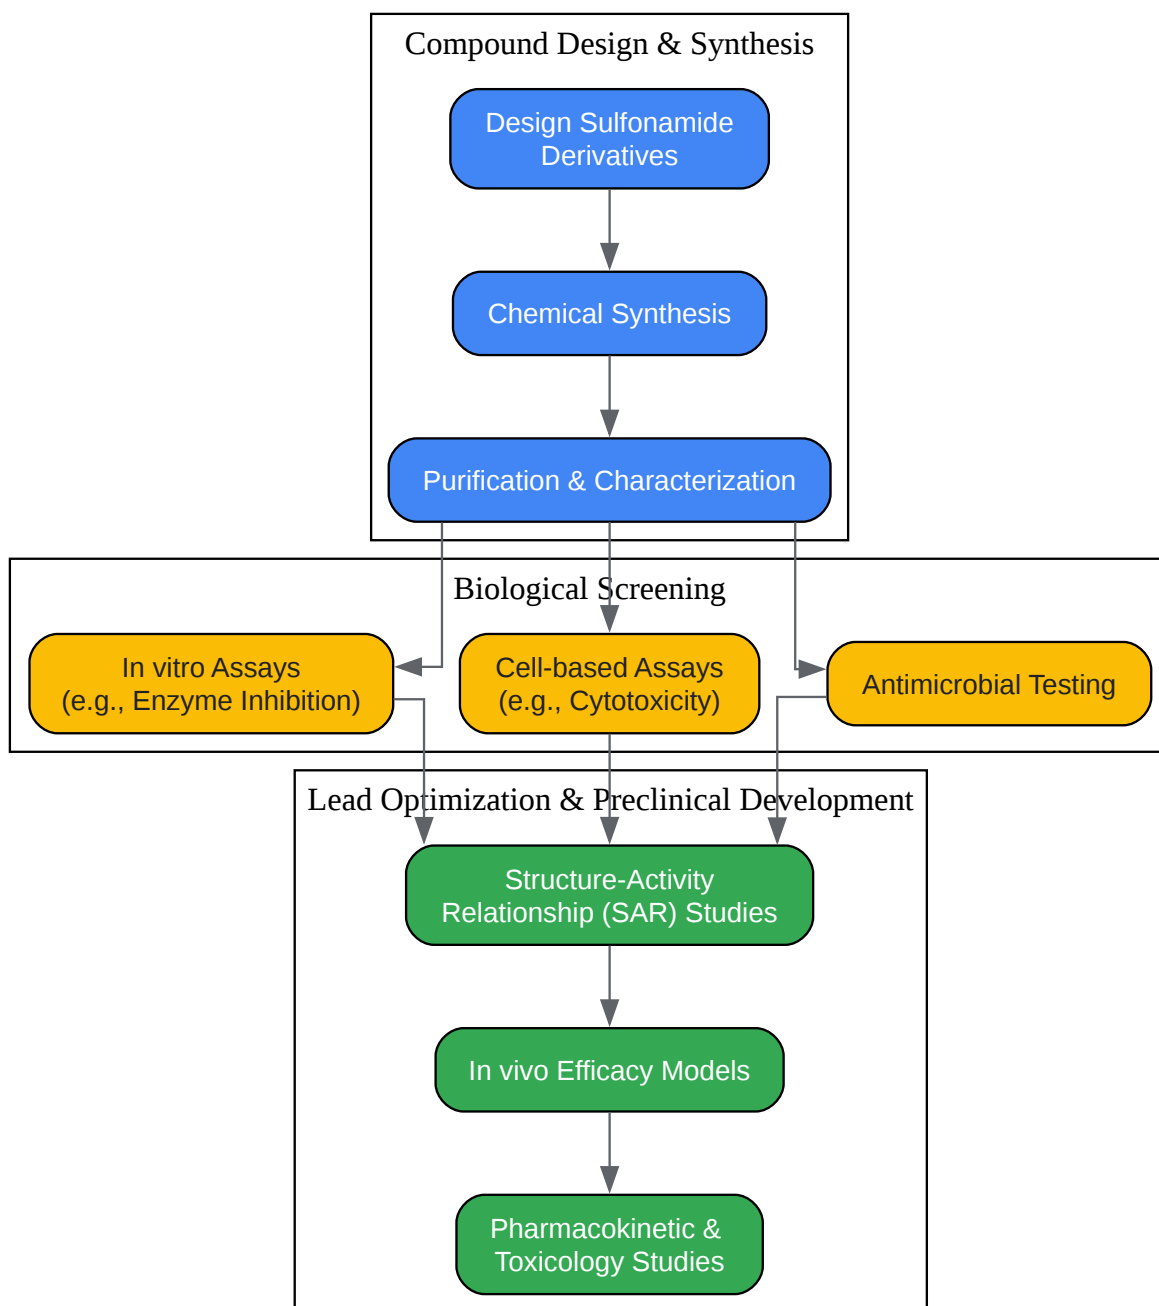 Compound Design & Synthesis
Design Sulfonamide
Derivatives
Chemical Synthesis
Purification & Characterization
Biological Screening
In vitro Assays
(e.g., Enzyme Inhibition)
Cell-based Assays
(e.g., Cytotoxicity)
Antimicrobial Testing
Lead Optimization & Preclinical Development
Structure-Activity
Relationship (SAR) Studies
In vivo Efficacy Models
Pharmacokinetic &
Toxicology Studies